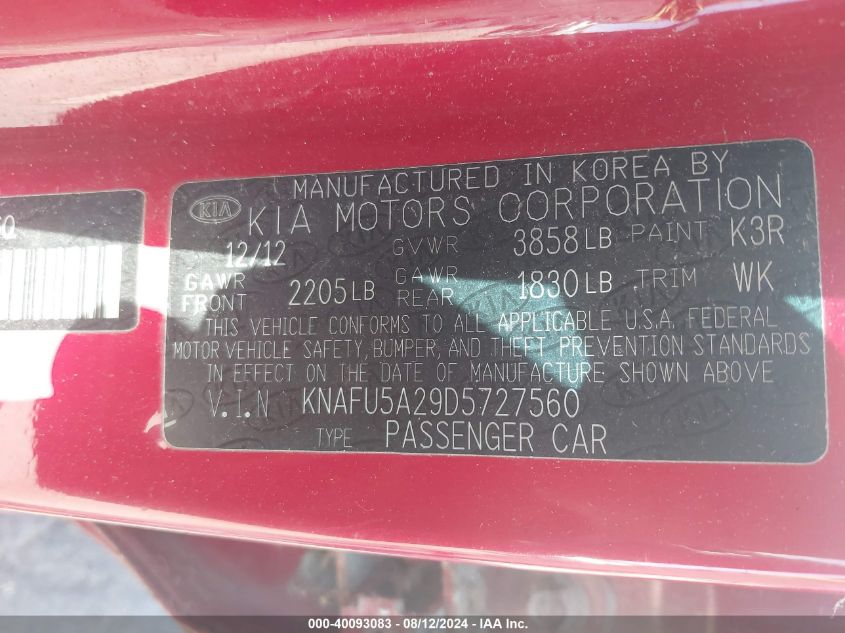 MANUFACTURED IN KOREA BY
KIA KIA MOTORS CORPORATION
12/12 GVWR 3858LB PAINT K3R
GAWR FRONT 2205LB GAWR REAR 1830LB TRIM WK
THIS VEHICLE CONFORMS TO ALL APPLICABLE U.S.A. FEDERAL
MOTOR VEHICLE SAFETY, BUMPER, AND THEFT PREVENTION STANDARDS
IN EFFECT ON THE DATE OF MANUFACTURE SHOWN ABOVE
V.I.N KNAFU5A29D5727560
TYPE PASSENGER CAR
000-40093083 - 08/12/2024 - IAAI.com